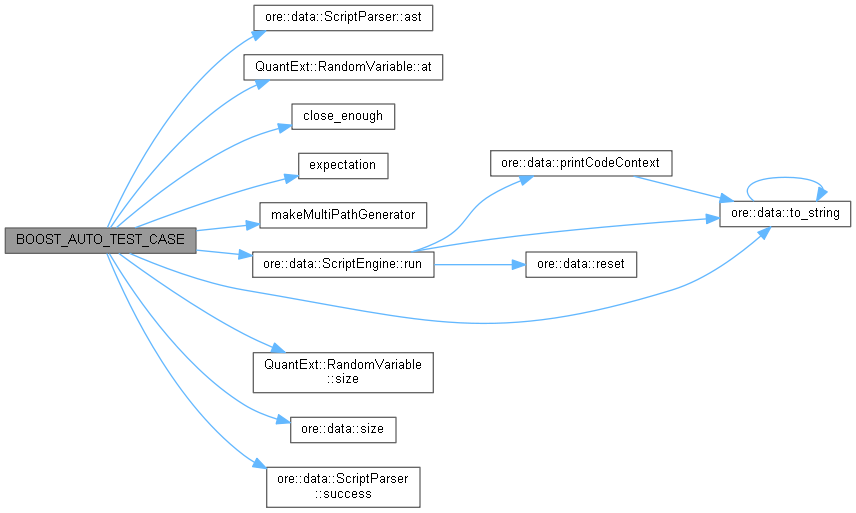 ore::data::ScriptParser::ast
QuantExt::RandomVariable::at
close_enough
expectation
ore::data::printCodeContext
makeMultiPathGenerator
ore::data::to_string
BOOST_AUTO_TEST_CASE
ore::data::ScriptEngine::run
ore::data::reset
QuantExt::RandomVariable
::size
ore::data::size
ore::data::ScriptParser
::success